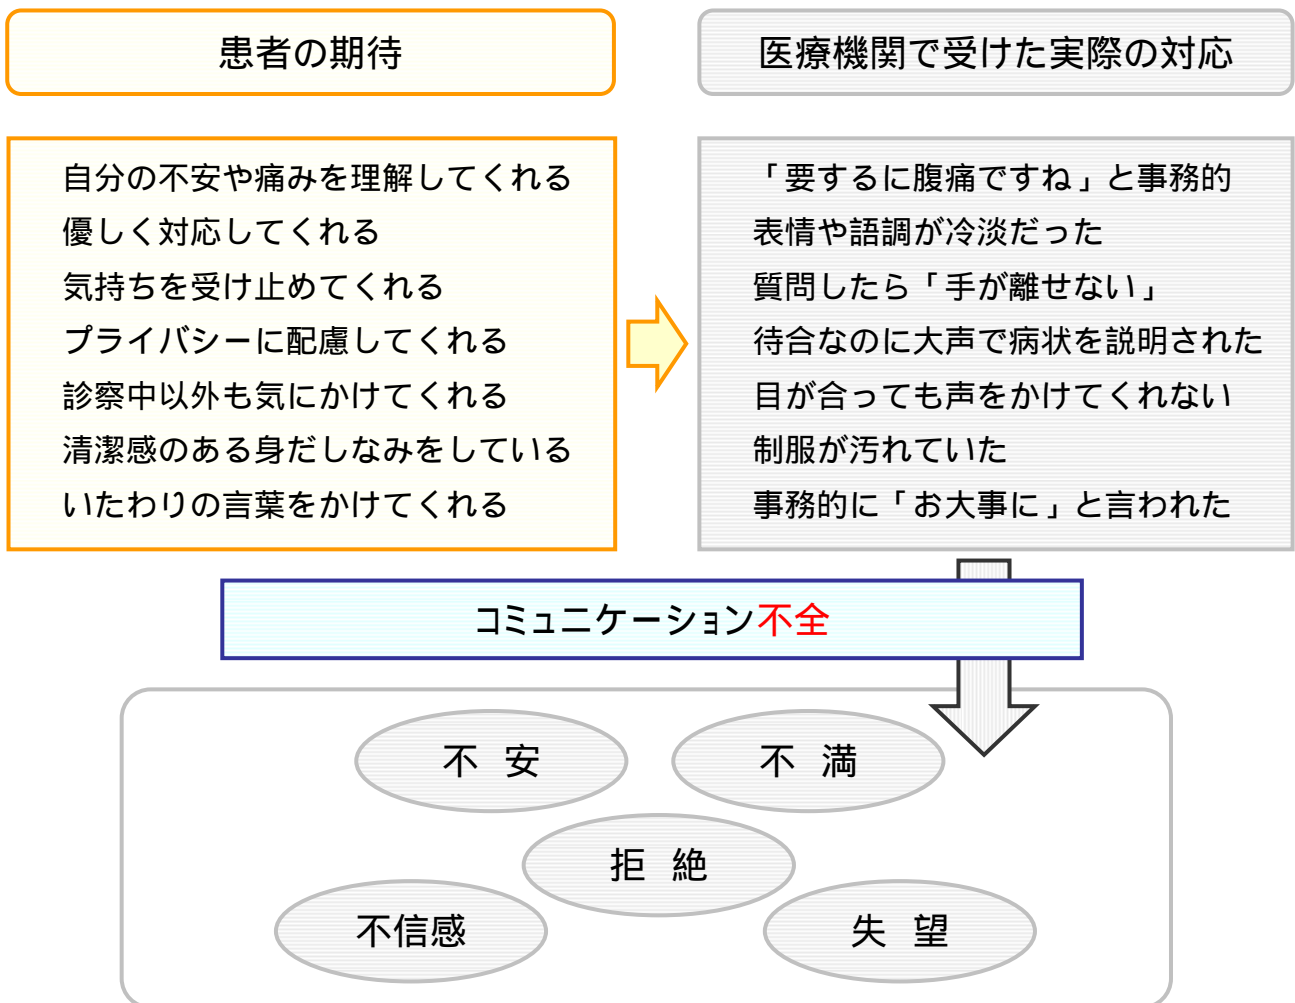 患者の期待
医療機関で受けた実際の対応
自分の不安や痛みを理解してくれる
優しく対応してくれる
気持ちを受け止めてくれる
プライバシーに配慮してくれる
診察中以外も気にかけてくれる
清潔感のある身だしなみをしている
いたわりの言葉をかけてくれる
「要するに腹痛ですね」と事務的
表情や語調が冷淡だった
質問したら「手が離せない」
待合なのに大声で病状を説明された
目が合っても声をかけてくれない
制服が汚れていた
事務的に「お大事に」と言われた
コミュニケーション不全
不 安
不 満
拒 絶
不信感
失 望